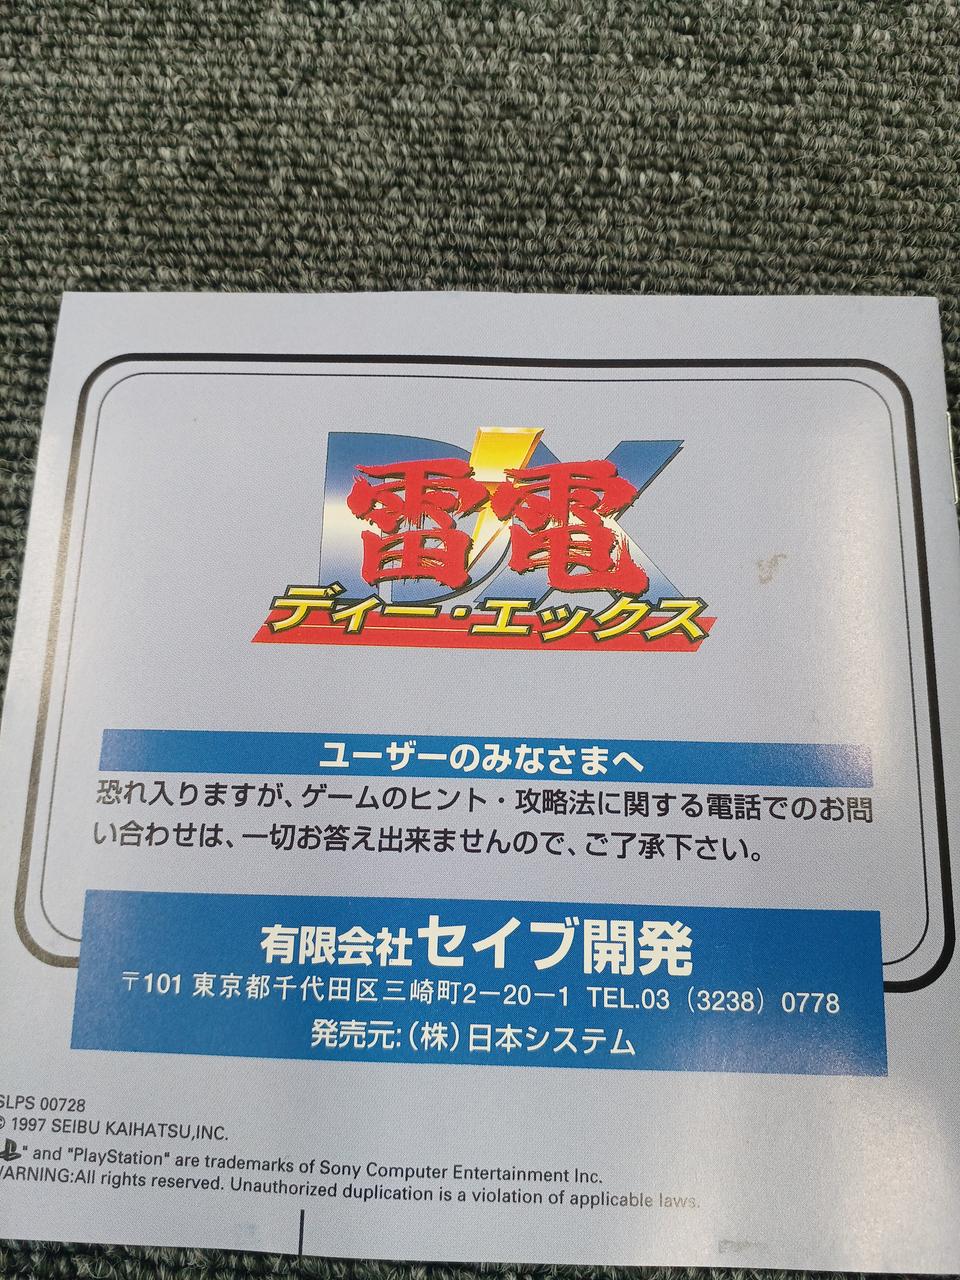 DX
雷電
ディー・エックス
ユーザーのみなさまへ
恐れ入りますが、ゲームのヒント・攻略法に関する電話でのお問
い合わせは、一切お答え出来ませんので、ご了承下さい。
有限会社セイブ開発
〒101 東京都千代田区三崎町2−20−1 TEL.03（3238）0778
発売元:（株）日本システム
SLPS 00728
© 1997 SEIBU KAIHATSU,INC.
" and "PlayStation" are trademarks of Sony Computer Entertainment Inc.
WARNING:All rights reserved. Unauthorized duplication is a violation of applicable laws.